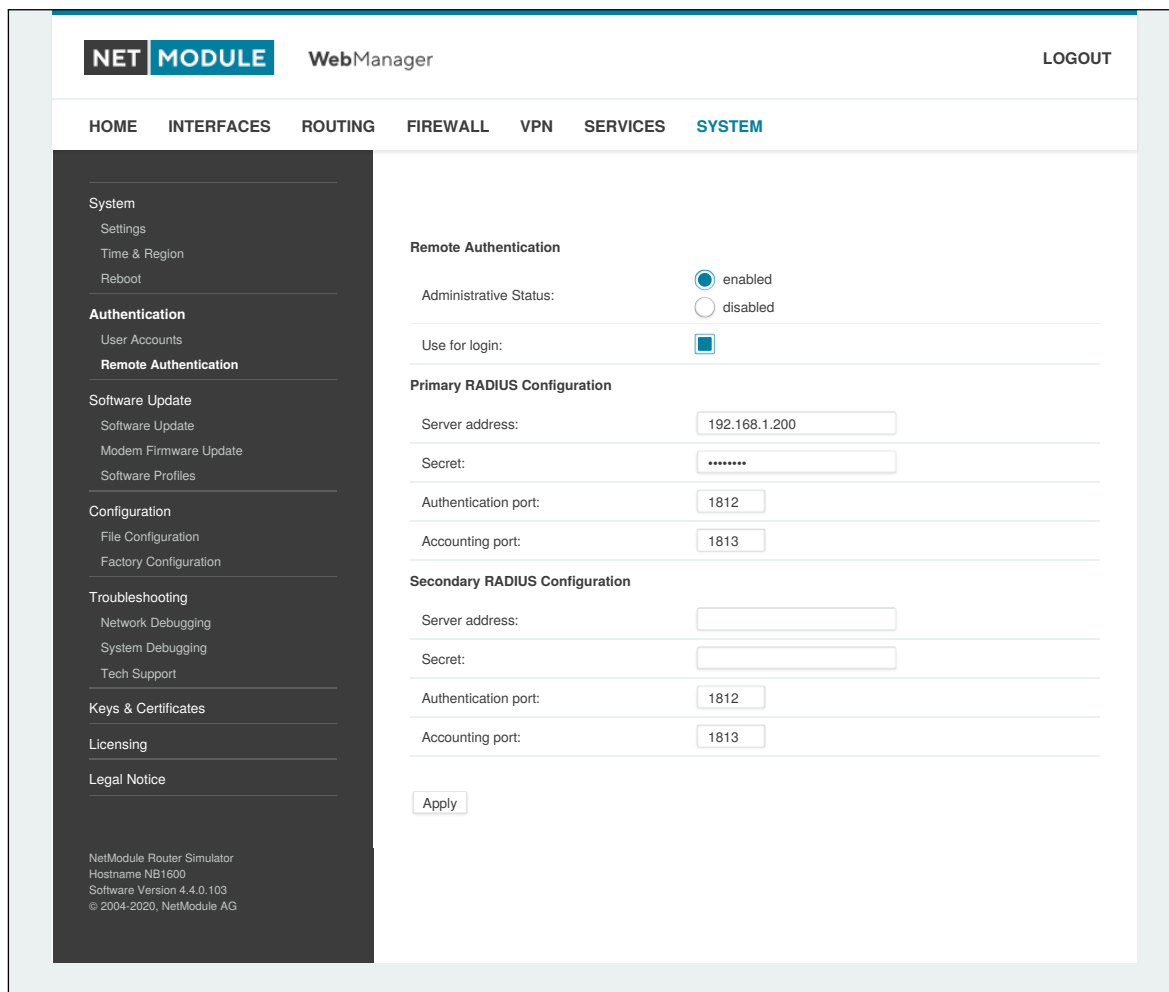 NET MODULE WebManager LOGOUT
HOME INTERFACES ROUTING FIREWALL VPN SERVICES SYSTEM
System
Settings
Time & Region
Reboot
Authentication
User Accounts
Remote Authentication
Software Update
Software Update
Modem Firmware Update
Software Profiles
Configuration
File Configuration
Factory Configuration
Troubleshooting
Network Debugging
System Debugging
Tech Support
Keys & Certificates
Licensing
Legal Notice
NetModule Router Simulator
Hostname NB1600
Software Version 4.4.0.103
© 2004-2020, NetModule AG
Remote Authentication
Administrative Status: enabled
disabled
Use for login:
Primary RADIUS Configuration
Server address: 192.168.1.200
Secret: ••••••••
Authentication port: 1812
Accounting port: 1813
Secondary RADIUS Configuration
Server address:
Secret:
Authentication port: 1812
Accounting port: 1813
Apply